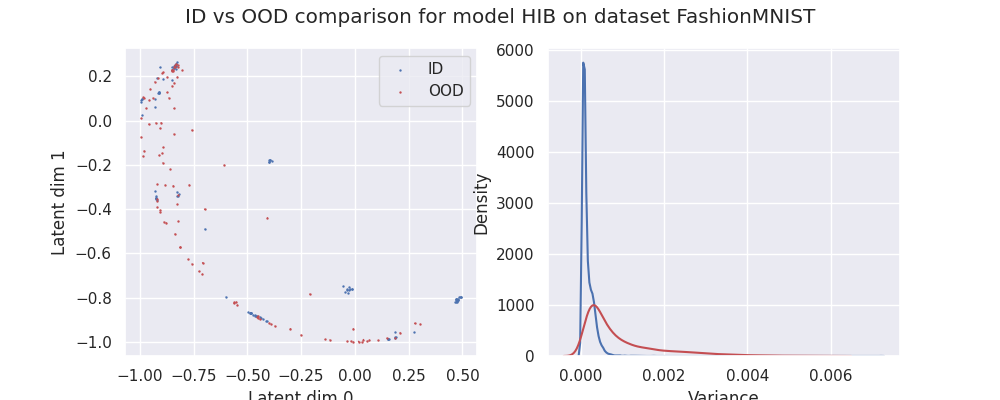 ID vs OOD comparison for model HIB on dataset FashionMNIST
ID
OOD
0.2
0.0
−0.2
−0.4
−0.6
−0.8
−1.0
Latent dim 1
−1.00 −0.75 −0.50 −0.25 0.00 0.25 0.50
Latent dim 0
6000
5000
4000
3000
2000
1000
0
Density
0.000 0.002 0.004 0.006
Variance